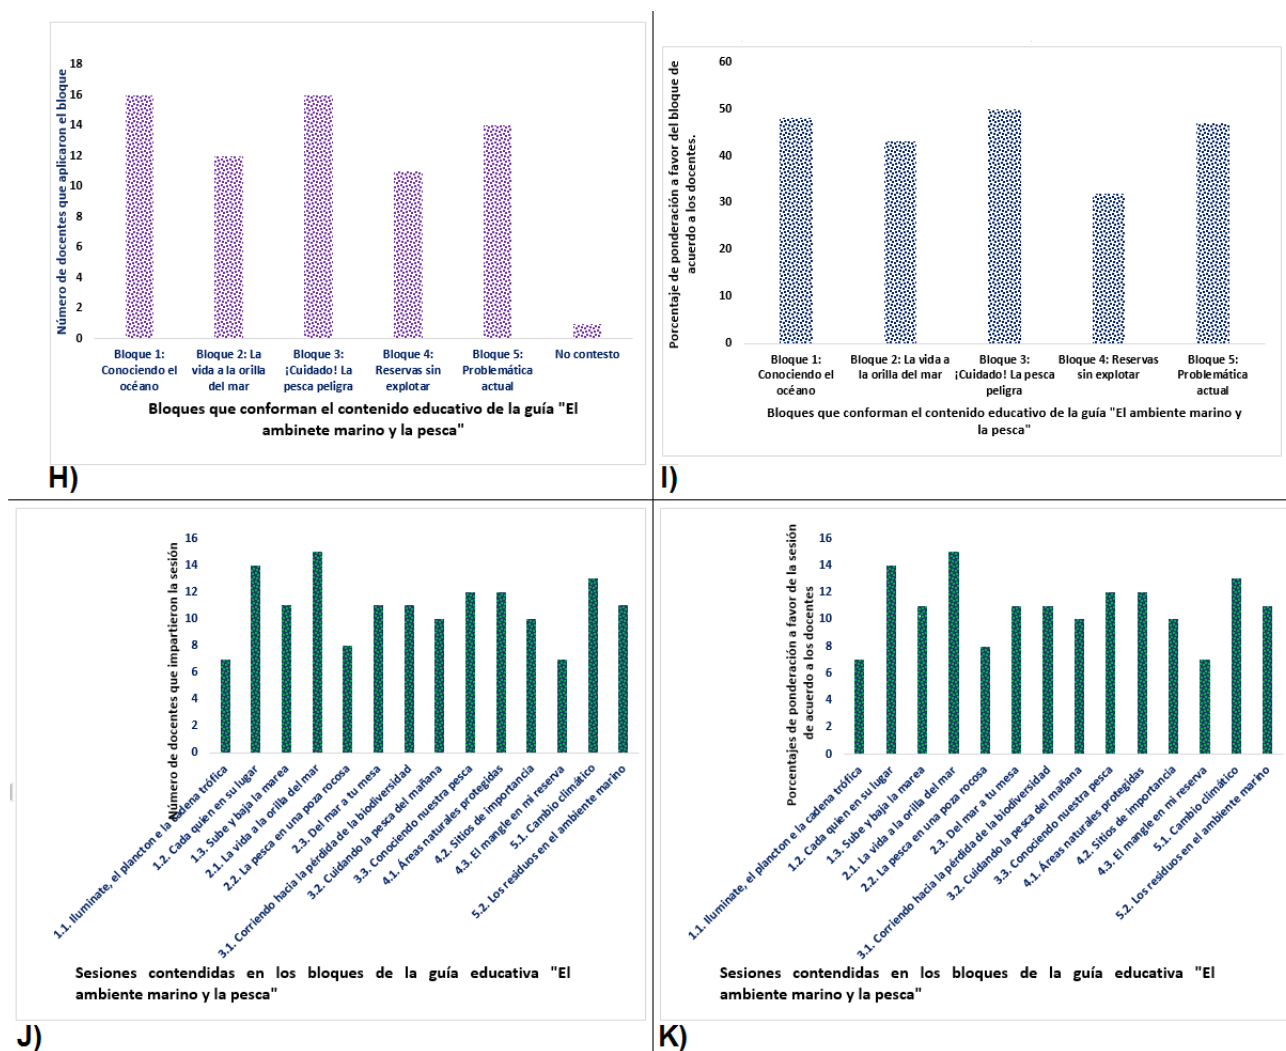 Número de docentes que aplicaron el bloque
18
16
14
12
10
8
6
4
2
0
Bloque 1:
Conociendo el
océano
Bloque 2: La
vida a la orilla
del mar
Bloque 3:
¡Cuidado! La
pesca peligra
Bloque 4:
Reservas sin
explotar
Bloque 5:
Problemática
actual
No contesto
Bloques que conforman el contenido educativo de la guía "El
ambinete marino y la pesca"
H)
Porcentaje de ponderación a favor del bloque de
acuerdo a los docentes.
60
50
40
30
20
10
0
Bloque 1:
Conociendo el
océano
Bloque 2: La vida a
la orilla del mar
Bloque 3:
¡Cuidado! La pesca
peligra
Bloque 4: Reservas
sin explotar
Bloque 5:
Problemática
actual
Bloques que conforman el contenido educativo de la guía "El ambiente marino y
la pesca"
I)
Número de docentes que impartieron la sesión
16
14
12
10
8
6
4
2
0
1.1. Iluminate, el plancton e la cadena trófica
1.2. Cada quien en su lugar
1.3. Sube y baja la marea
2.1. La vida a la orilla del mar
2.2. La pesca en una poza rocosa
2.3. Del mar a tu mesa
3.1. Corriendo hacia la pérdida de la biodiversidad
3.2. Cuidando la pesca del mañana
3.3. Conociendo nuestra pesca
4.1. Áreas naturales protegidas
4.2. Sitios de importancia
4.3. El mangle en mi reserva
5.1. Cambio climático
5.2. Los residuos en el ambiente marino
Sesiones contendidas en los bloques de la guía educativa "El
ambiente marino y la pesca"
J)
Porcentajes de ponderación a favor de la sesión
de acuerdo a los docentes
16
14
12
10
8
6
4
2
0
1.1. Iluminate, el plancton e la cadena trófica
1.2. Cada quien en su lugar
1.3. Sube y baja la marea
2.1. La vida a la orilla del mar
2.2. La pesca en una poza rocosa
2.3. Del mar a tu mesa
3.1. Corriendo hacia la pérdida de la biodiversidad
3.2. Cuidando la pesca del mañana
3.3. Conociendo nuestra pesca
4.1. Áreas naturales protegidas
4.2. Sitios de importancia
4.3. El mangle en mi reserva
5.1. Cambio climático
5.2. Los residuos en el ambiente marino
Sesiones contendidas en los bloques de la guía educativa "El
ambiente marino y la pesca"
K)